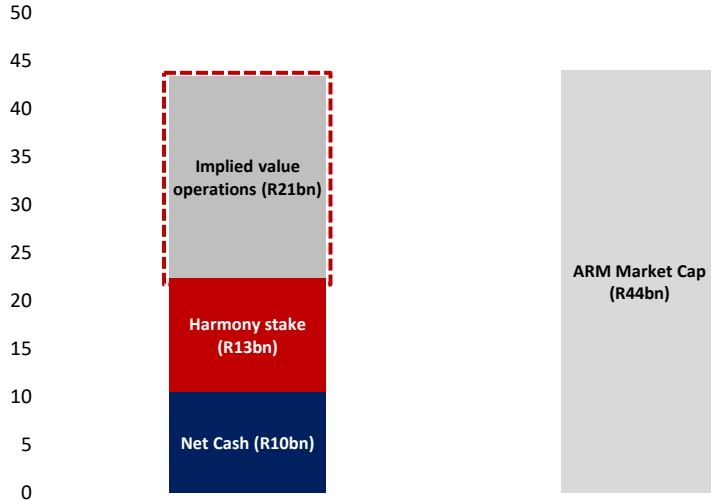 50
45
40
35
30
25
20
15
10
5
0
Implied value
operations (R21bn)
Harmony stake
(R13bn)
Net Cash (R10bn)
ARM Market Cap
(R44bn)